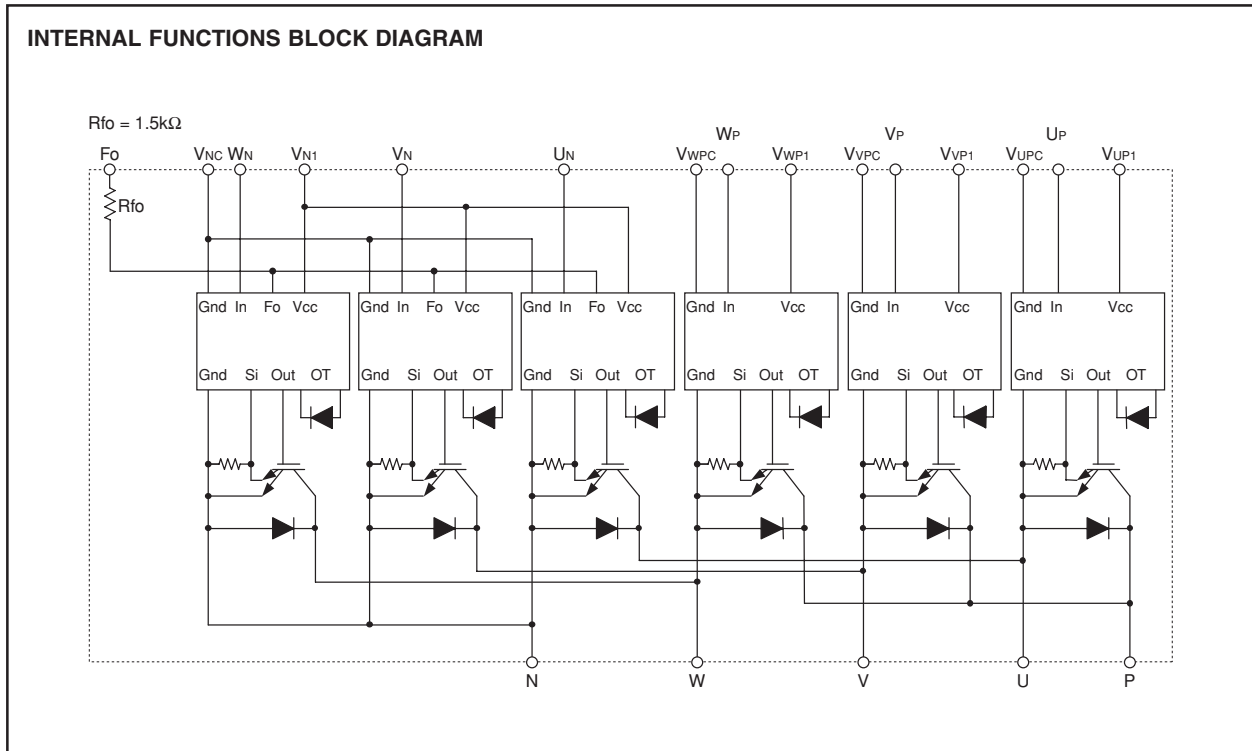 INTERNAL FUNCTIONS BLOCK DIAGRAM
Rfo = 1.5kΩ
WP VP UP
Fo VNC WN VN1 VN UN VWPC VWP1 VVPC VVP1 VUPC VUP1
Rfo
Gnd In Fo Vcc Gnd In Fo Vcc Gnd In Fo Vcc Gnd In Vcc Gnd In Vcc Gnd In Vcc
Gnd Si Out OT Gnd Si Out OT Gnd Si Out OT Gnd Si Out OT Gnd Si Out OT Gnd Si Out OT
N W V U P